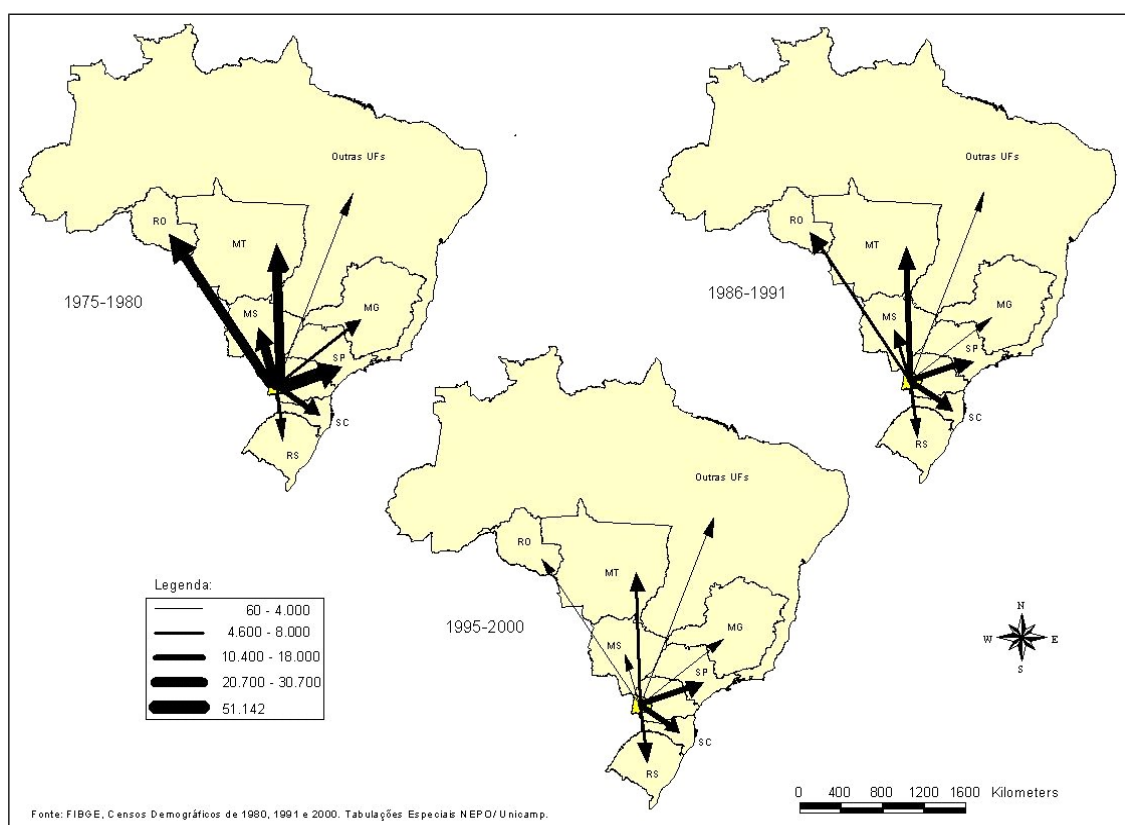 Outras UFs
RO
MT
1975-1980
MS
MG
SP
SC
RS
Outras UFs
RO
MT
1986-1991
MS
MG
SP
SC
RS
Outras UFs
RO
MT
1995-2000
MS
MG
SP
SC
RS
Legenda:
60 - 4.000
4.600 - 8.000
10.400 - 18.000
20.700 - 30.700
51.142
N
W E
S
0 400 800 1200 1600 Kilometers
Fonte: FIBGE, Censos Demográficos de 1980, 1991 e 2000. Tabulações Especiais NEPO/Unicamp.